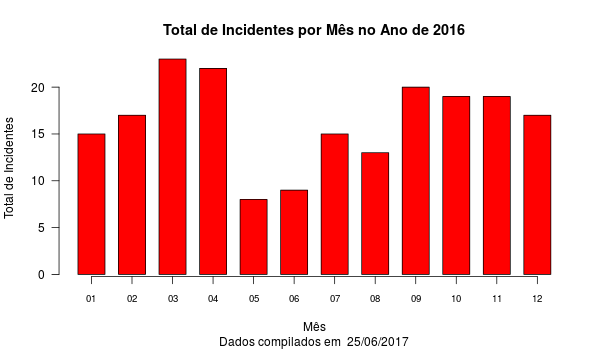 Total de Incidentes por Mês no Ano de 2016
Total de Incidentes
20
15
10
5
0
01 02 03 04 05 06 07 08 09 10 11 12
Mês
Dados compilados em 25/06/2017